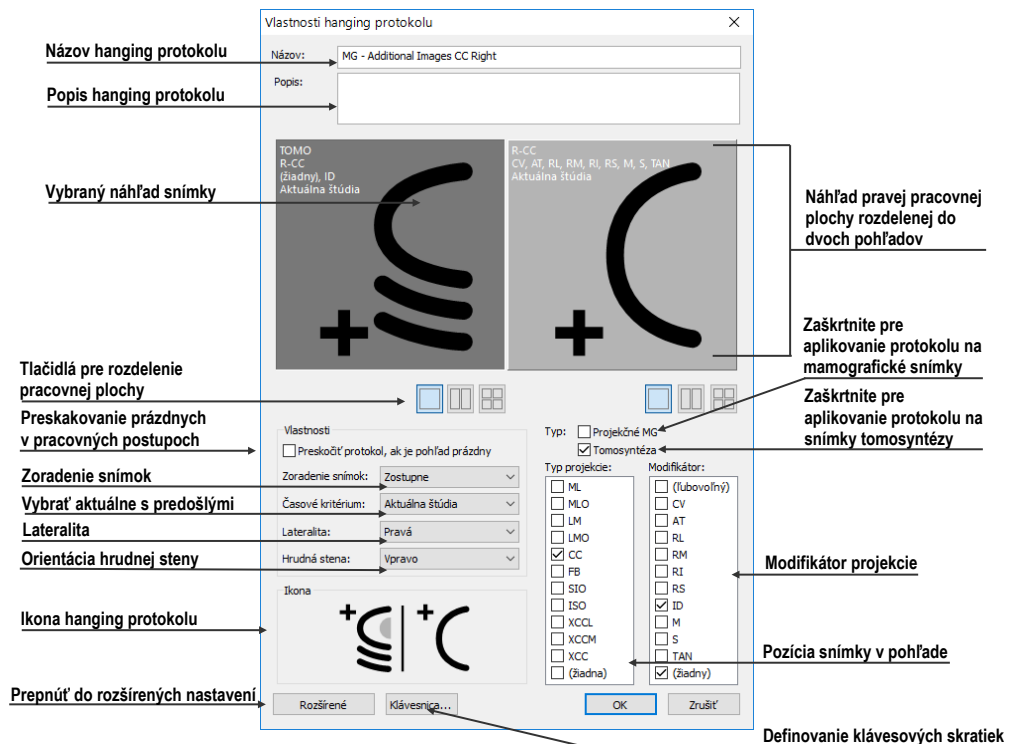 Vlastnosti hanging protokolu
Názov hanging protokolu
Názov:
MG - Additional Images CC Right
Popis hanging protokolu
Popis:
TOMO
R-CC
(žiadny), ID
Aktuálna štúdia
R-CC
CV, AT, RL, RM, RI, RS, M, S, TAN
Aktuálna štúdia
Vybraný náhľad snímky
Náhľad pravej pracovnej
plochy rozdelenej do
dvoch pohľadov
Zaškrtnite pre
aplikovanie protokolu na
mamografické snímky
Tlačidlá pre rozdelenie
pracovnej plochy
Zaškrtnite pre
aplikovanie protokolu na
snímky tomosyntézy
Preskakovanie prázdnych
v pracovných postupoch
Vlastnosti
Preskočiť protokol, ak je pohľad prázdny
Typ:
Projekčné MG
Tomosyntéza
Zoradenie snímok
Zoradenie snímok:
Zostupne
Vybrať aktuálne s predošlými
Časové kritérium:
Aktuálna štúdia
Lateralita
Lateralita:
Pravá
Orientácia hrudnej steny
Hrudná stena:
Vpravo
Typ projekcie:
ML
MLO
LM
LMO
CC
FB
SIO
ISO
XCCL
XCCM
XCC
(žiadna)
Modifikátor:
(ľubovoľný)
CV
AT
RL
RM
RI
RS
ID
M
S
TAN
(žiadny)
Modifikátor projekcie
Ikona
Ikona hanging protokolu
Pozícia snímky v pohľade
Prepnúť do rozšírených nastavení
Rozšírené
Klávesnica...
OK
Zrušiť
Definovanie klávesových skratiek